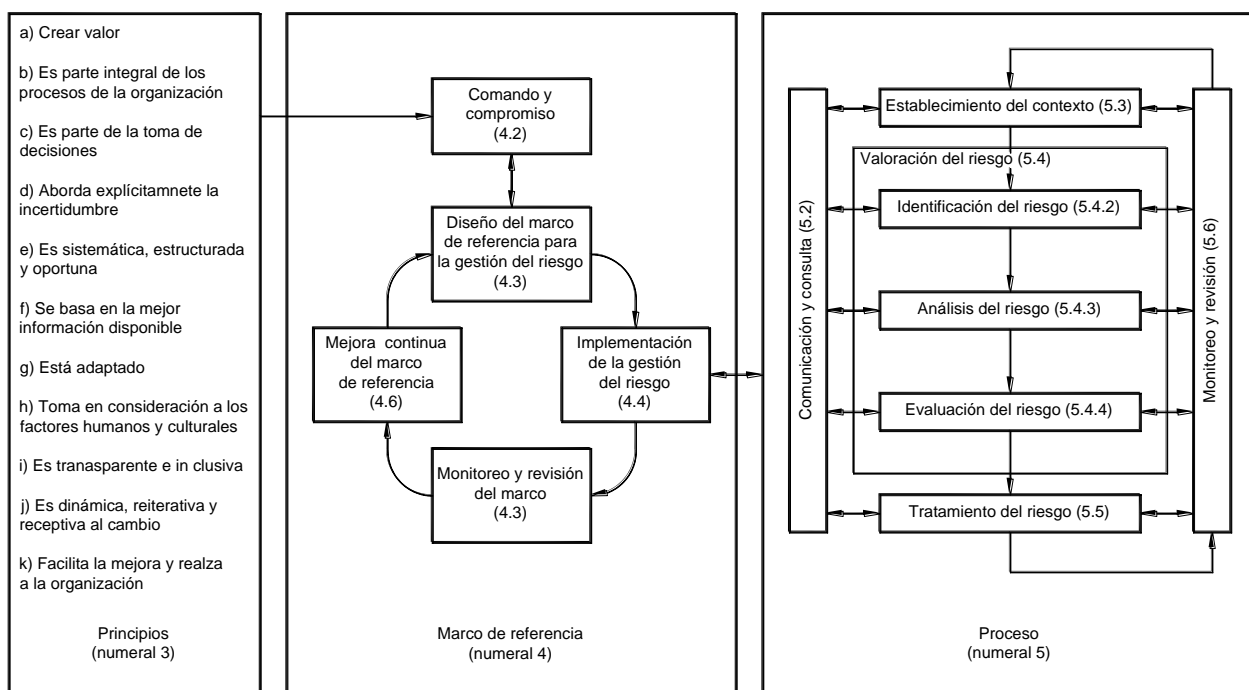 a) Crear valor
b) Es parte integral de los
procesos de la organización
c) Es parte de la toma de
decisiones
d) Aborda explícitamnete la
incertidumbre
e) Es sistemática, estructurada
y oportuna
f) Se basa en la mejor
información disponible
g) Está adaptado
h) Toma en consideración a los
factores humanos y culturales
i) Es tranasparente e in clusiva
j) Es dinámica, reiterativa y
receptiva al cambio
k) Facilita la mejora y realza
a la organización
Principios
(numeral 3)
Comando y
compromiso
(4.2)
Diseño del marco
de referencia para
la gestión del riesgo
(4.3)
Mejora continua
del marco
de referencia
(4.6)
Implementación
de la gestión
del riesgo
(4.4)
Monitoreo y revisión
del marco
(4.3)
Marco de referencia
(numeral 4)
Comunicación y consulta (5.2)
Establecimiento del contexto (5.3)
Valoración del riesgo (5.4)
Identificación del riesgo (5.4.2)
Análisis del riesgo (5.4.3)
Evaluación del riesgo (5.4.4)
Tratamiento del riesgo (5.5)
Monitoreo y revisión (5.6)
Proceso
(numeral 5)